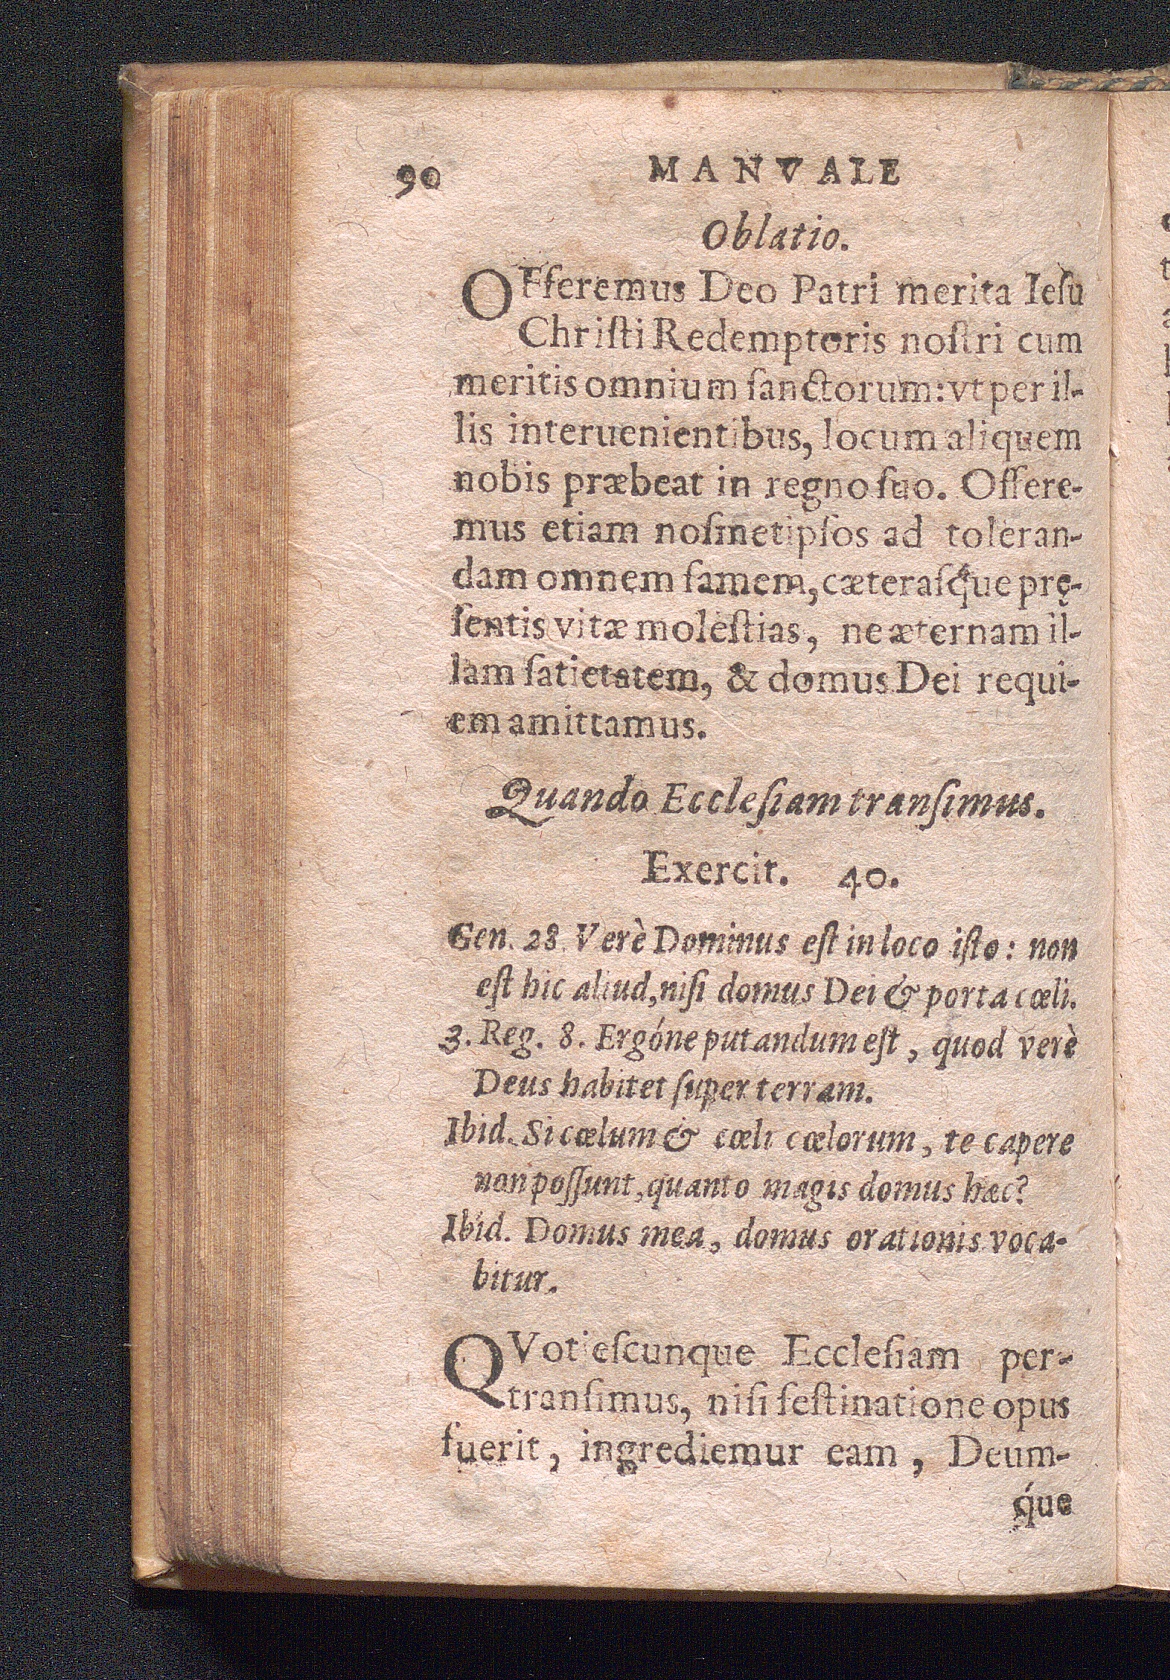 90 MANVALE
Oblatio.
OFferemus Deo Patri merita Ieſu
Chriſti Redemptoris noſtri cum
meritis omnium ſanctorum: vt per il-
lis interuenientibus, locum aliquem
nobis præbeat in regno ſuo. Offere-
mus etiam noſmetipſos ad toleran-
dam omnem famem, cæteraſq́ue prę-
ſentis vitæ moleſtias, ne æternam il-
lam ſatietatem, & domus Dei requi-
em amittamus.
Quando Eccleſiam tranſimus.
Exercit. 40.
Gen. 28. Verè Dominus eſt in loco iſto: non
eſt hic aliud, niſi domus Dei & porta cœli.
3. Reg. 8. Ergóne putandum eſt, quod verè
Deus habitet ſuper terram.
Ibid. Si cœlum & cœli cœlorum, te capere
non poſſunt, quanto magis domus hæc?
Ibid. Domus mea, domus orationis voca-
bitur.
QVotieſcunque Eccleſiam per-
tranſimus, niſi feſtinatione opus
fuerit, ingrediemur eam, Deum-
q́ue